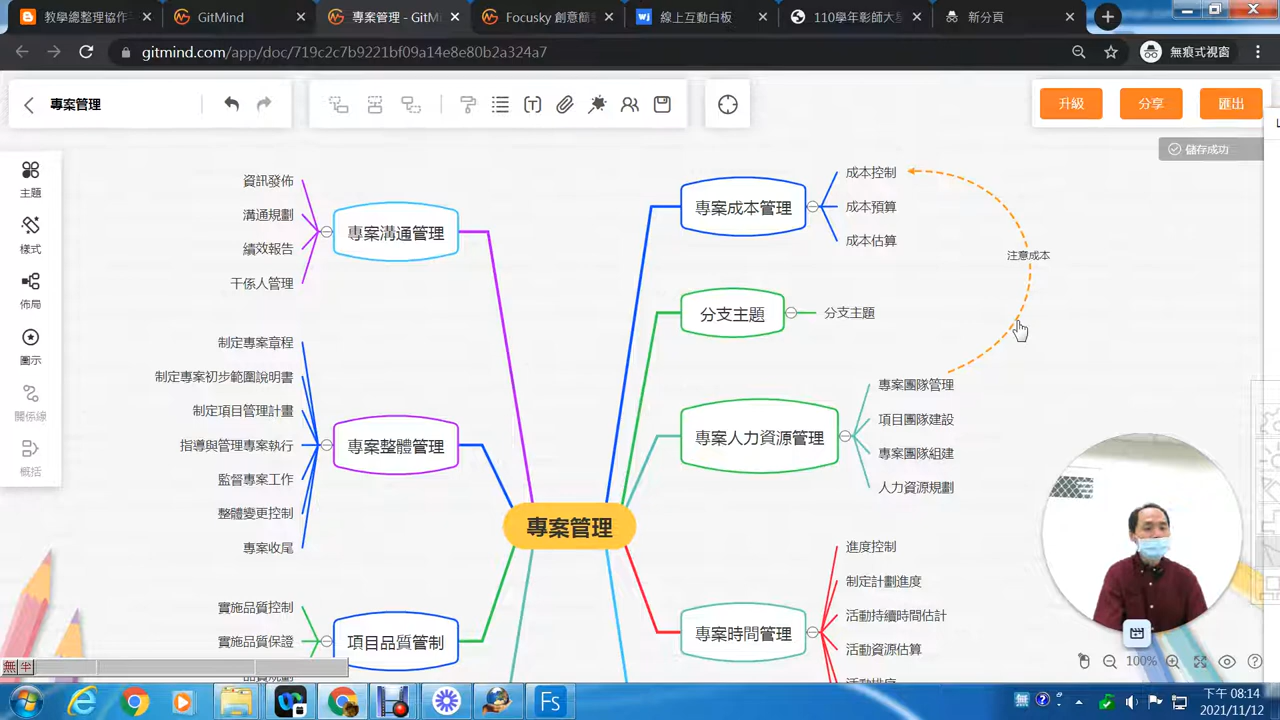 教學總整理協作
GitMind
專案管理 - GitM
無痕式視窗
線上互動白板
110學年彰師大
新分頁
gitmind.com/app/doc/719c2c7b9221bf09a14d8e80b2a324a7
專案管理
升級
分享
匯出
儲存成功
主題
樣式
佈局
圖示
關係線
概括
資訊發佈
溝通規劃
績效報告
干係人管理
專案溝通管理
制定專案章程
制定專案初步範圍說明書
制定項目管理計畫
指導與管理專案執行
監督專案工作
整體變更控制
專案收尾
專案整體管理
實施品質控制
實施品質保證
品質規劃
項目品質管制
專案管理
專案成本管理
成本控制
成本預算
成本估算
注意成本
分支主題
分支主題
專案人力資源管理
專案團隊管理
項目團隊建設
專案團隊組建
人力資源規劃
專案時間管理
進度控制
制定計劃進度
活動持續時間估計
活動資源估算
活動排序
100%
無 半
Fs
無
下午 08:14
2021/11/12